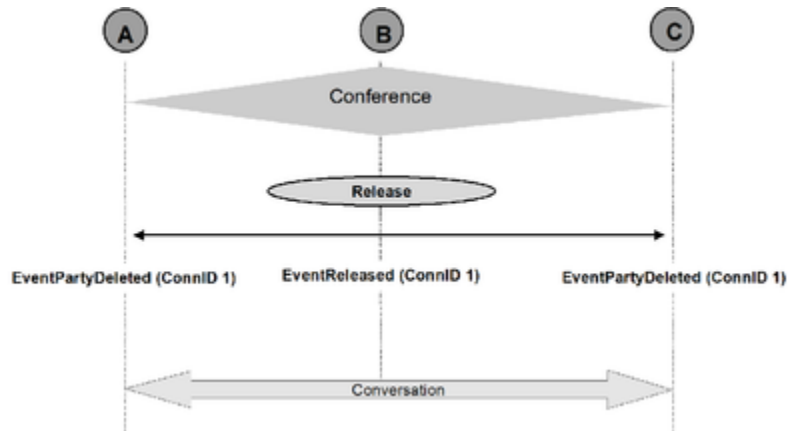 A B C
Conference
Release
EventPartyDeleted (ConnID 1) EventReleased (ConnID 1) EventPartyDeleted (ConnID 1)
Conversation